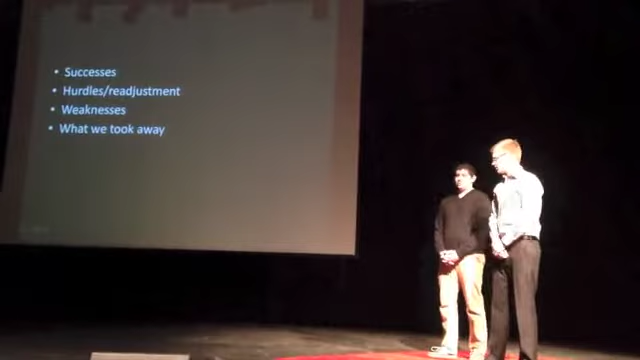 • Successes
• Hurdles/readjustment
• Weaknesses
• What we took away